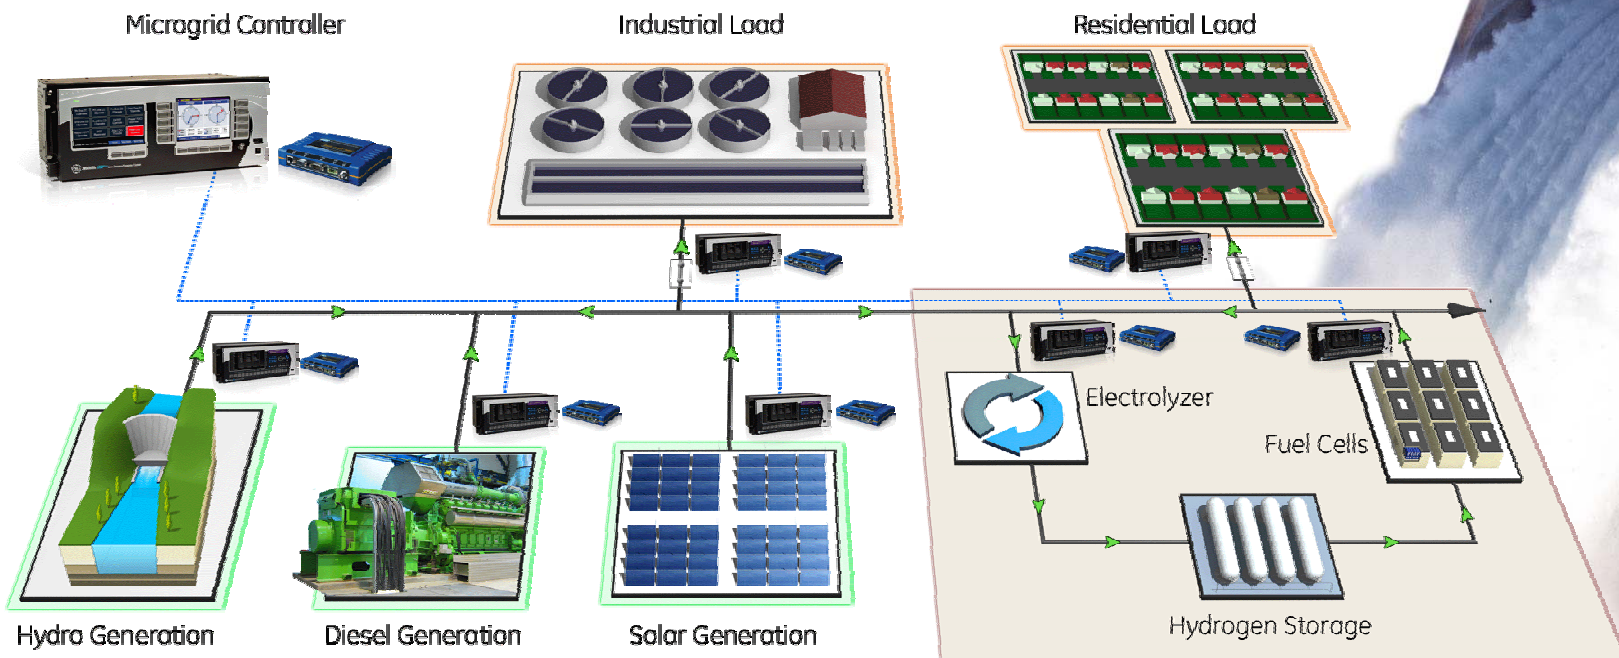 Microgrid Controller
Industrial Load
Residential Load
Electrolyzer
Fuel Cells
Hydrogen Storage
Hydro Generation
Diesel Generation
Solar Generation